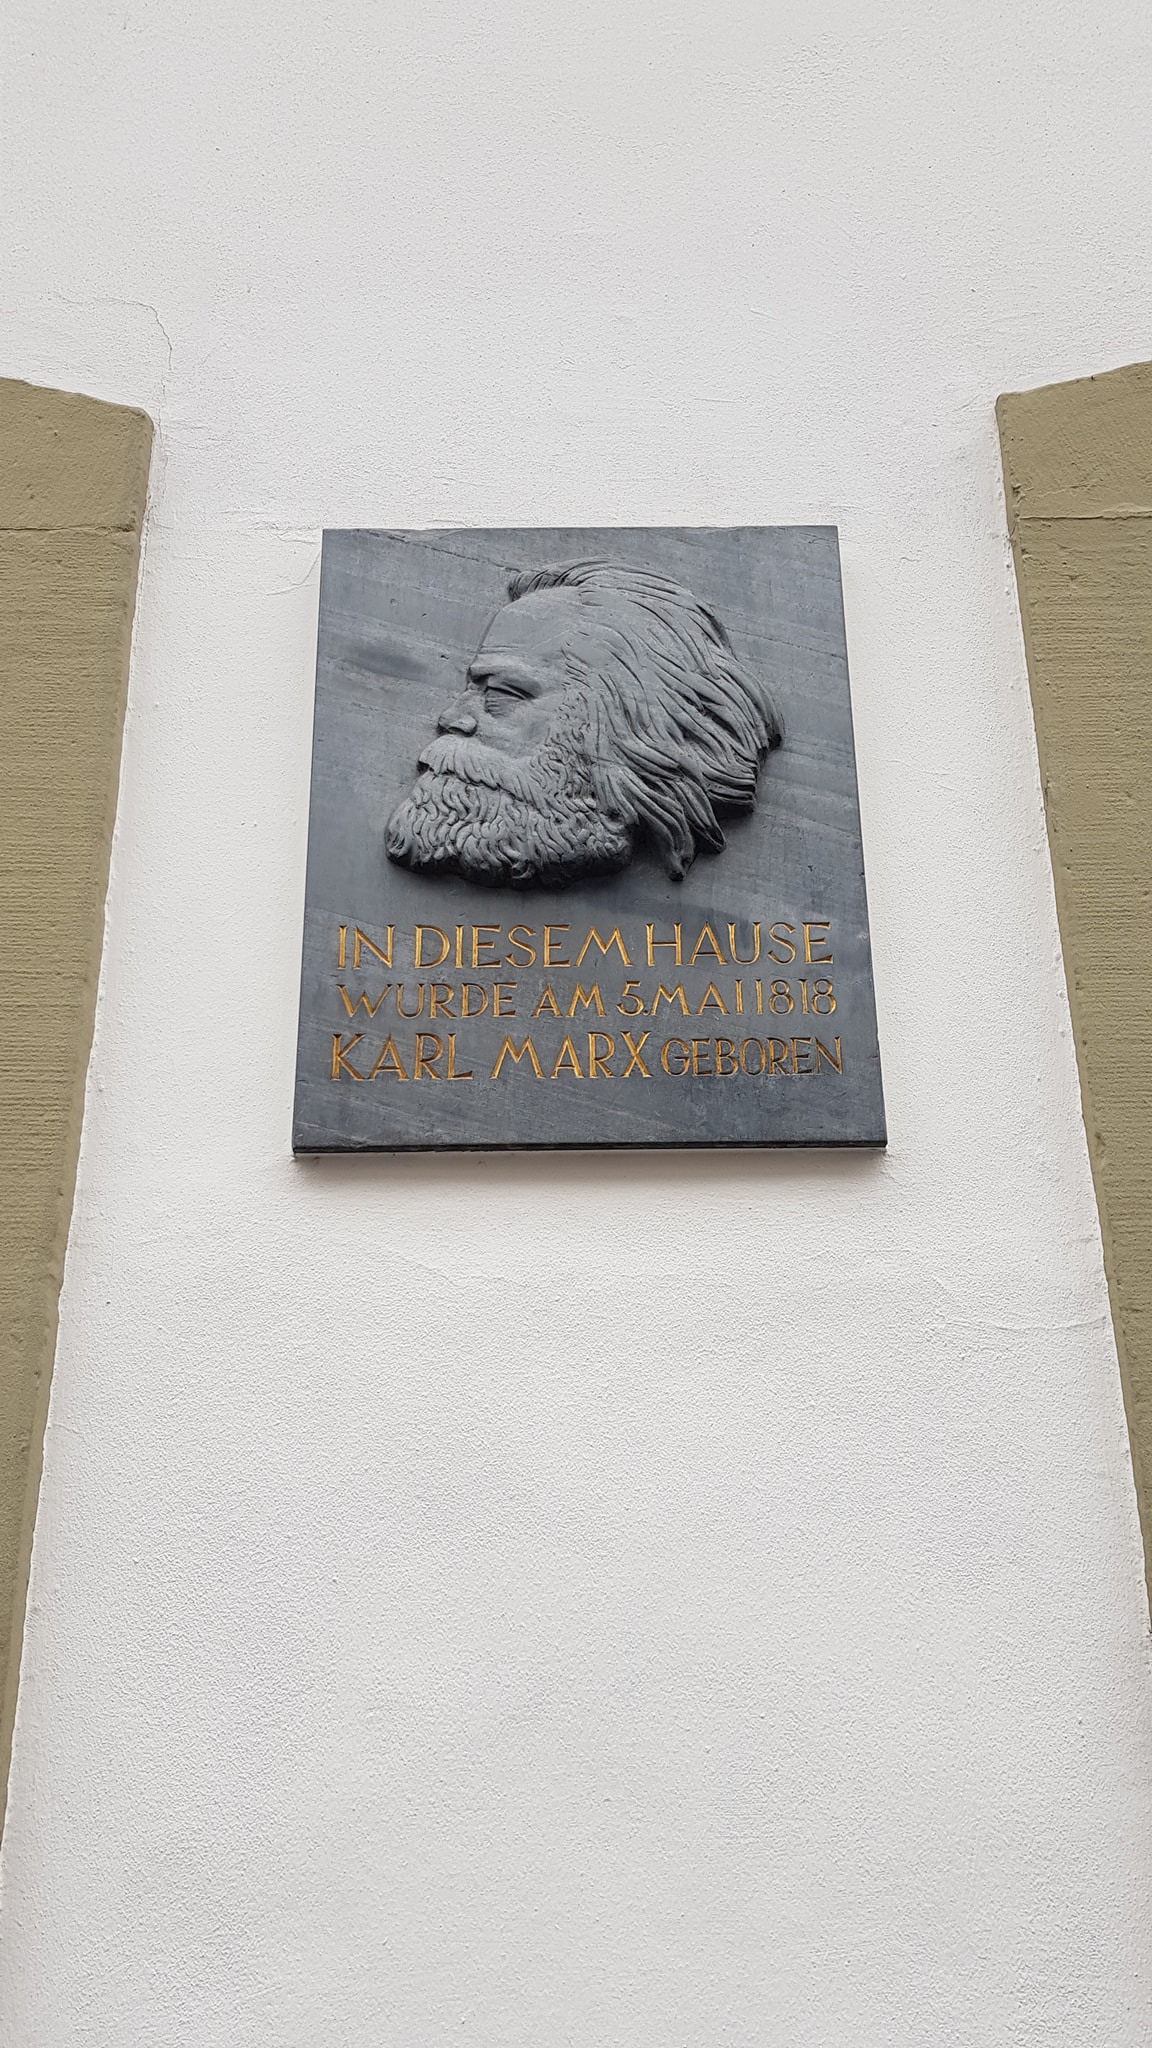 IN DIESEM HAUSE
WURDE AM 5. MAI 1818
KARL MARX GEBOREN